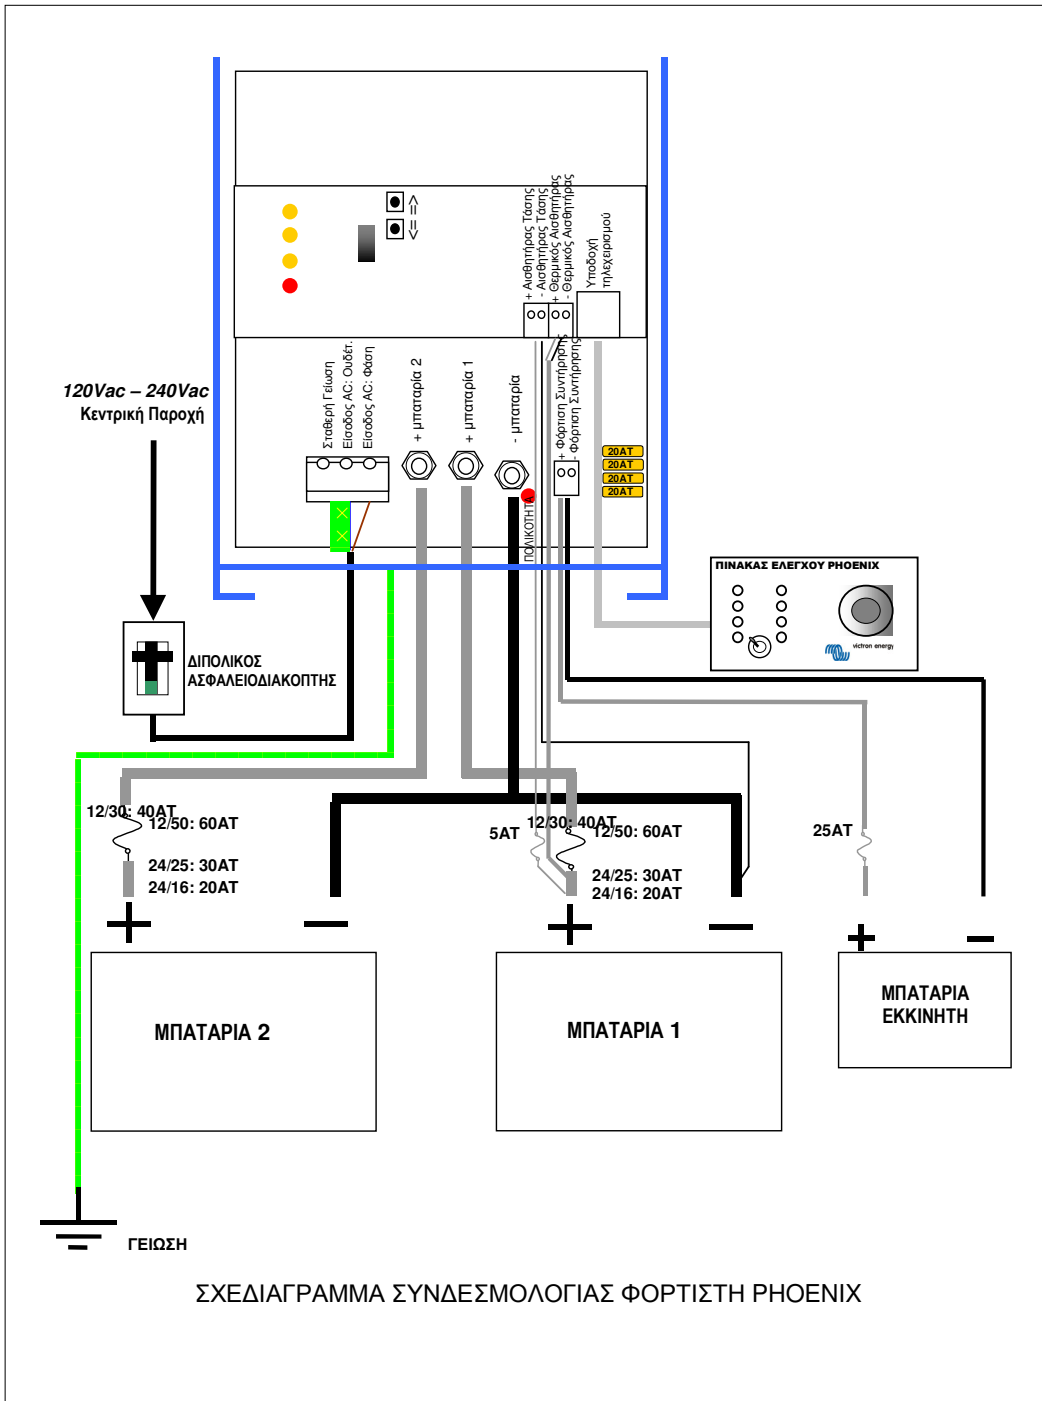 + Αισθητήρας Τάσης
- Αισθητήρας Τάσης
+ Θερμικός Αισθητήρας
- Θερμικός Αισθητήρας
Υποδοχή
τηλεχειρισμού
<= =>
Σταθερή Γείωση
Είσοδος AC: Ουδέτ.
Είσοδος AC: Φάση
+ μπαταρία 2
+ μπαταρία 1
- μπαταρία
+ Φόρτιση Συντήρησης
- Φόρτιση Συντήρησης
20AT
20AT
20AT
20AT
ΠΟΛΙΚΟΤΗΤΑ
120Vac – 240Vac
Κεντρική Παροχή
ΠΙΝΑΚΑΣ ΕΛΕΓΧΟΥ PHOENIX
victron energy
ΔΙΠΟΛΙΚΟΣ
ΑΣΦΑΛΕΙΟΔΙΑΚΟΠΤΗΣ
12/30: 40AT
12/50: 60AT
24/25: 30AT
24/16: 20AT
5AT
12/30: 40AT
12/50: 60AT
24/25: 30AT
24/16: 20AT
25AT
ΜΠΑΤΑΡΙΑ 2
ΜΠΑΤΑΡΙΑ 1
ΜΠΑΤΑΡΙΑ
ΕΚΚΙΝΗΤΗ
ΓΕΙΩΣΗ
ΣΧΕΔΙΑΓΡΑΜΜΑ ΣΥΝΔΕΣΜΟΛΟΓΙΑΣ ΦΟΡΤΙΣΤΗ PHOENIX